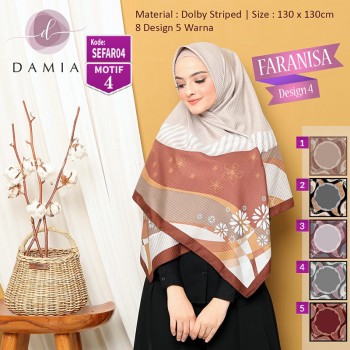 d
DAMIA
Kode:
SEFAR04
MOTIF
4
Material : Dolby Striped | Size : 130 x 130cm
8 Design 5 Warna
FARANISA
Design 4
1
2
3
4
5